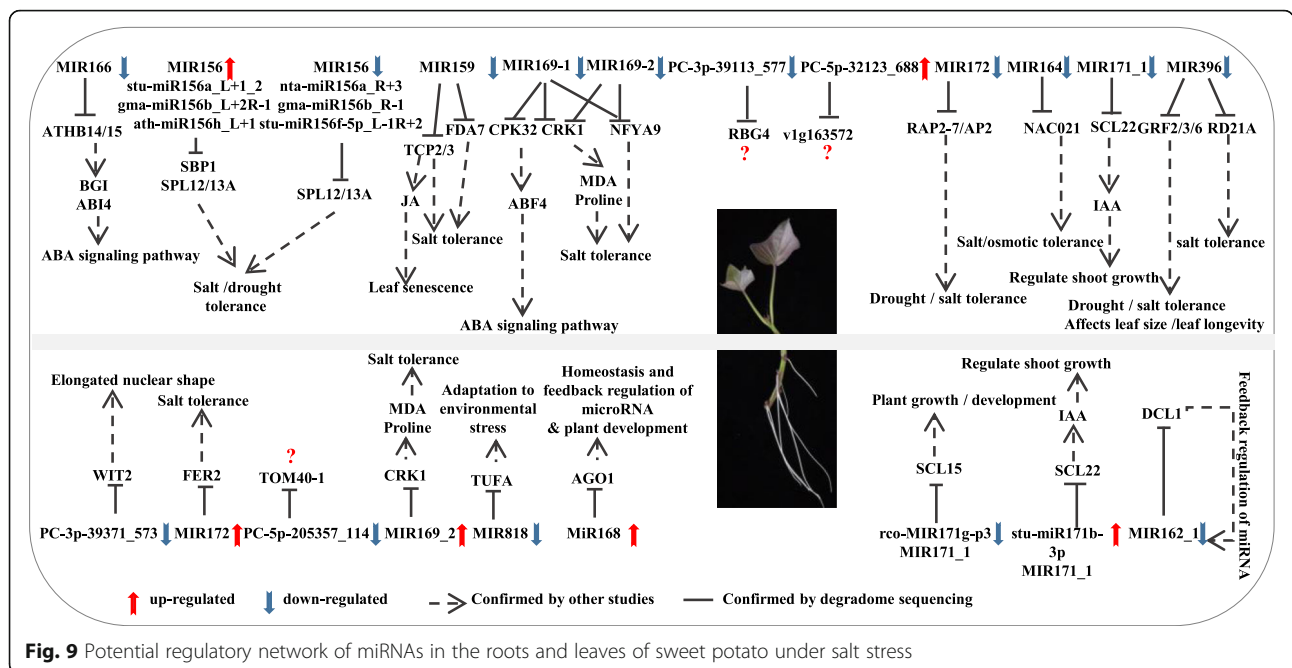 MIR166 MIR156 MIR156 MIR159 MIR169-1 MIR169-2 PC-3p-39113_577 PC-5p-32123_688 MIR172 MIR164 MIR171_1 MIR396
stu-miR156a_L+1_2 nta-miR156a_R+3
gma-miR156b_L+2R-1 gma-miR156b_R-1
ath-miR156h_L+1 stu-miR156f-5p_L-1R+2
ATHB14/15 FDA7 CPK32 CRK1 NFYA9 RBG4 v1g163572 RAP2-7/AP2 NAC021 SCL22 GRF2/3/6 RD21A
TCP2/3
? ?
SBP1
SPL12/13A SPL12/13A
BGI
ABI4
JA ABF4 MDA
Proline
IAA
ABA signaling pathway Salt tolerance Salt tolerance Salt/osmotic tolerance salt tolerance
Salt /drought
tolerance
Leaf senescence Regulate shoot growth
Drought / salt tolerance Drought / salt tolerance
ABA signaling pathway Affects leaf size /leaf longevity
Salt tolerance Regulate shoot growth
Elongated nuclear shape
Salt tolerance
Adaptation to
environmental
stress
Homeostasis and
feedback regulation of
microRNA
& plant development
Plant growth / development
MDA
Proline
IAA
DCL1
Feedback regulation of miRNA
?
WIT2 FER2 TOM40-1 CRK1 TUFA AGO1 SCL15 SCL22
PC-3p-39371_573 MIR172 PC-5p-205357_114 MIR169_2 MIR818 MiR168 rco-MIR171g-p3 stu-miR171b- MIR162_1
MIR171_1 3p
MIR171_1
up-regulated down-regulated Confirmed by other studies Confirmed by degradome sequencing
Fig. 9 Potential regulatory network of miRNAs in the roots and leaves of sweet potato under salt stress